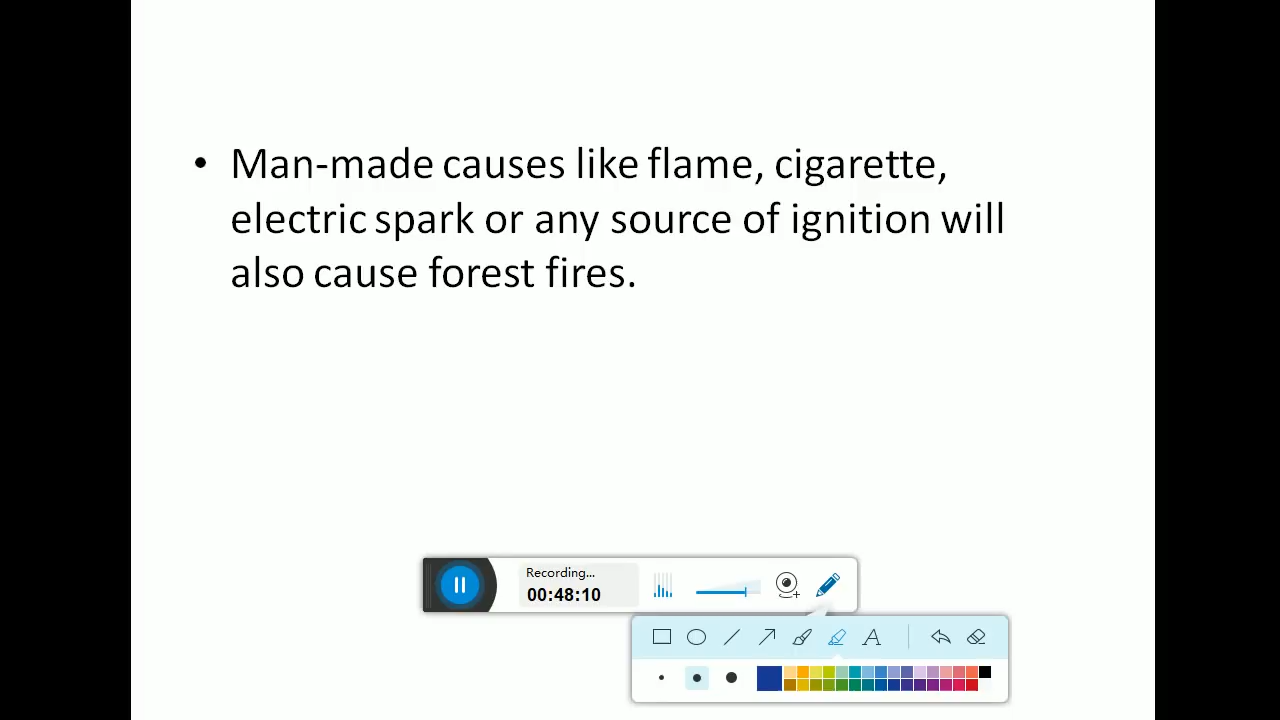 • Man-made causes like flame, cigarette,
electric spark or any source of ignition will
also cause forest fires.
Recording...
00:48:10
A